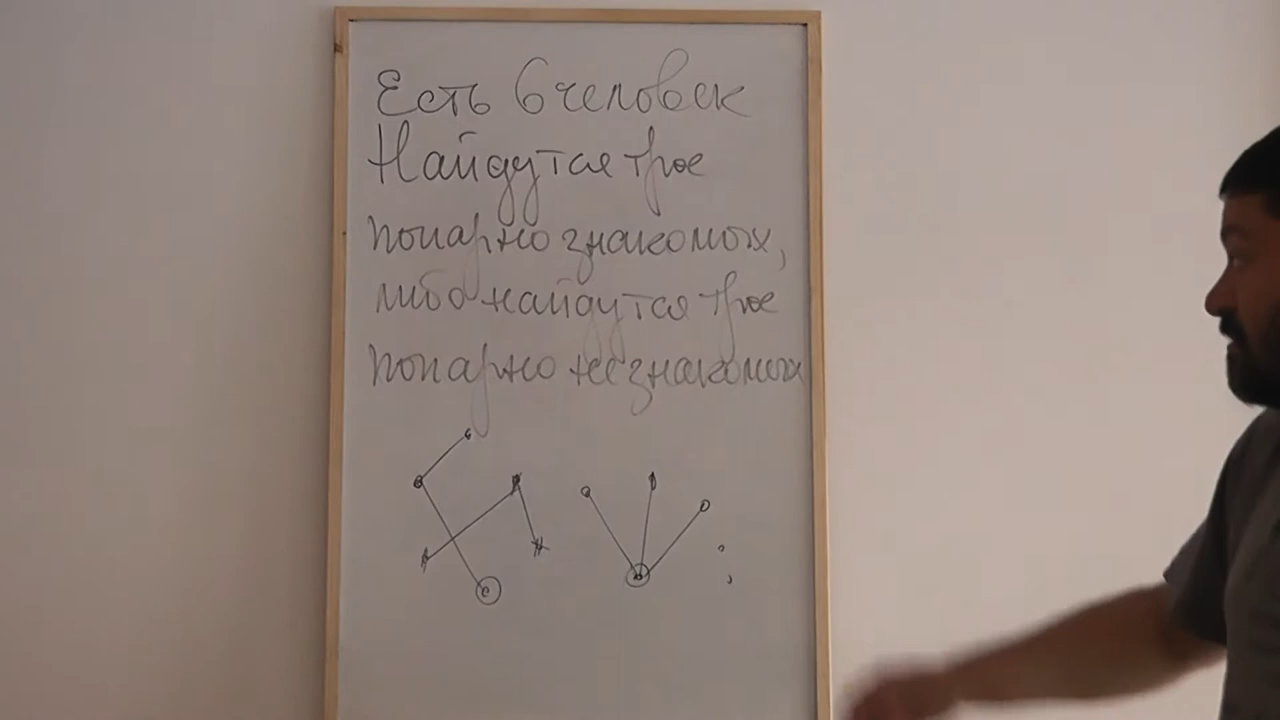 Есть 6 человек
Найдутся трое
попарно знакомых,
либо найдутся трое
попарно незнакомых